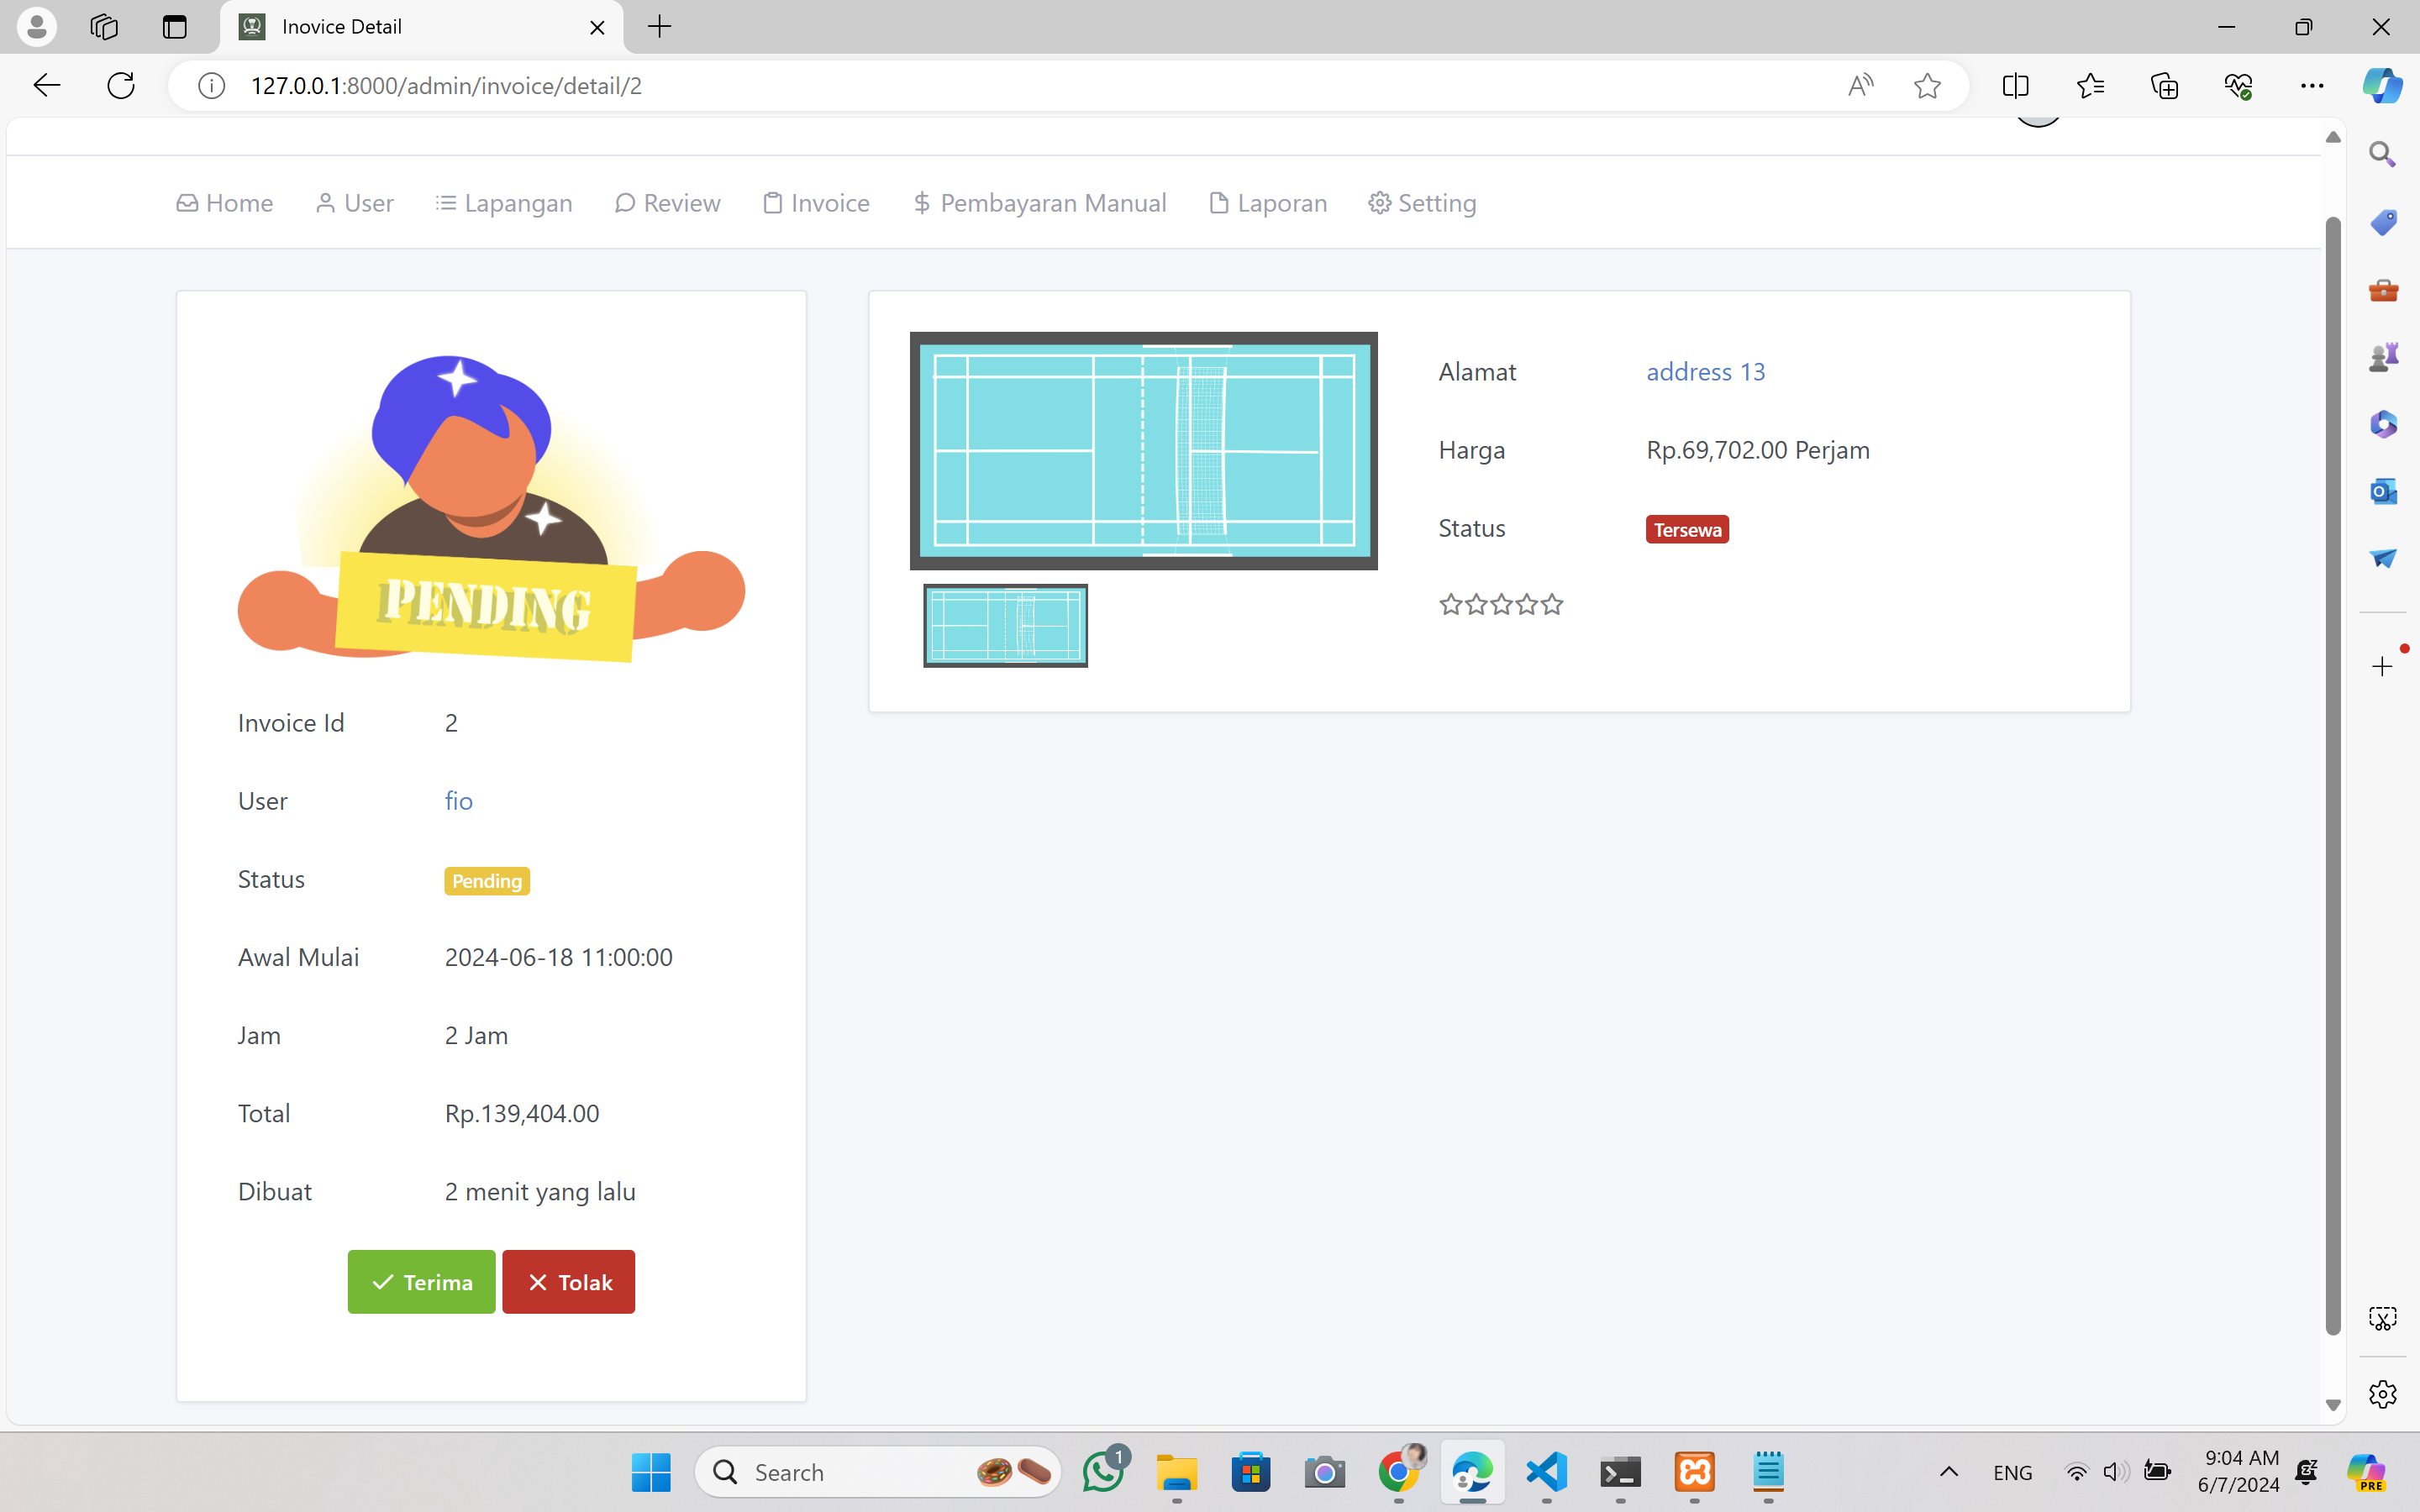 Inovice Detail
127.0.0.1:8000/admin/invoice/detail/2
Home User Lapangan Review Invoice Pembayaran Manual Laporan Setting
PENDING
Invoice Id 2
User fio
Status Pending
Awal Mulai 2024-06-18 11:00:00
Jam 2 Jam
Total Rp.139,404.00
Dibuat 2 menit yang lalu
Terima Tolak
Alamat address 13
Harga Rp.69,702.00 Perjam
Status Tersewa
Search
1
ENG
9:04 AM
6/7/2024
PRE